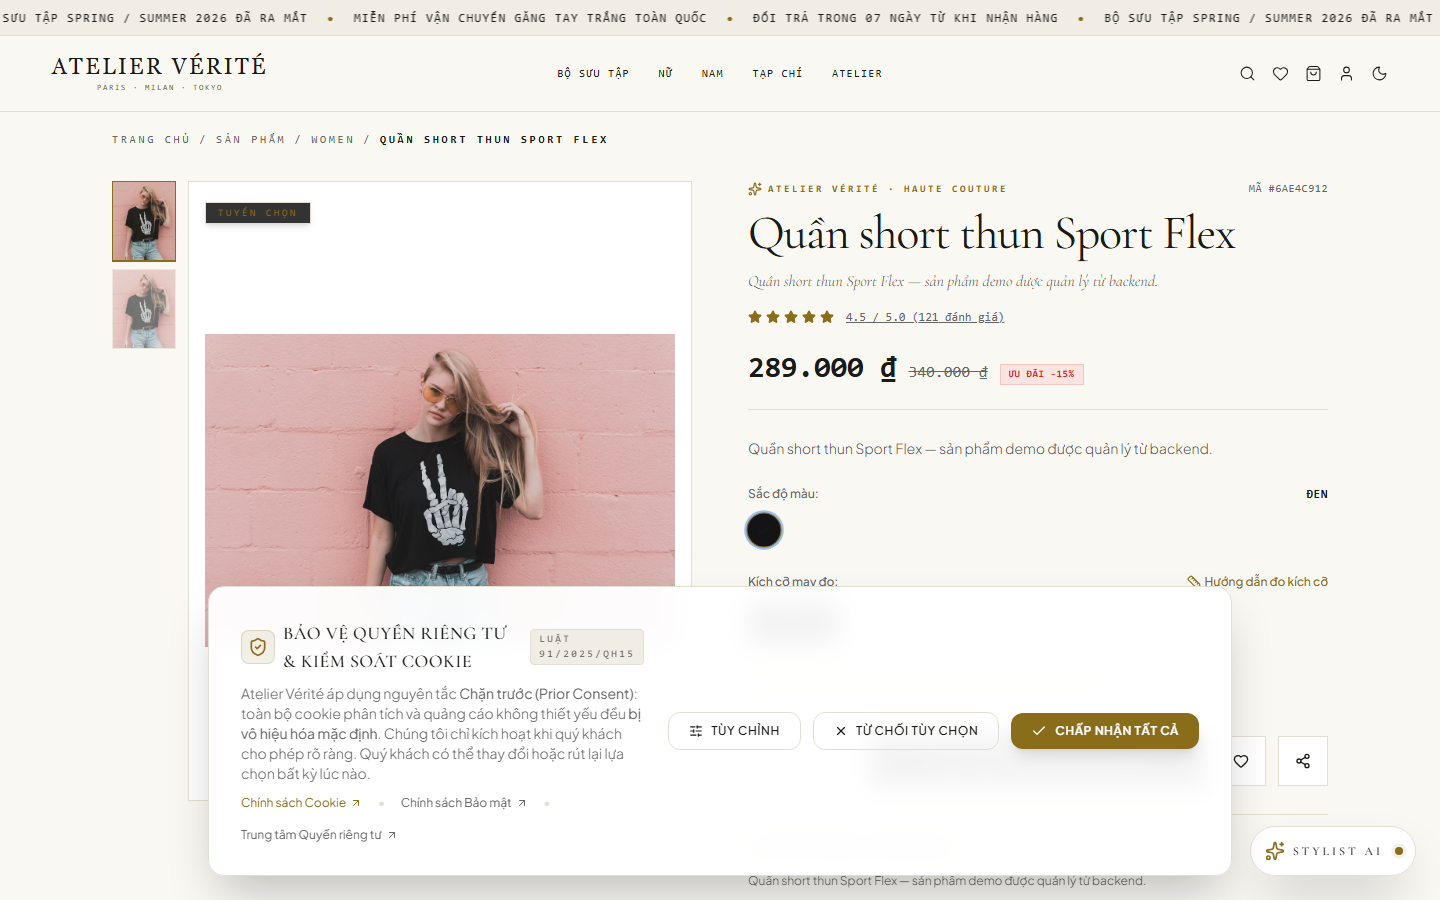 SƯU TẬP SPRING / SUMMER 2026 ĐÃ RA MẮT • MIỄN PHÍ VẬN CHUYỂN GĂNG TAY TRẮNG TOÀN QUỐC • ĐỔI TRẢ TRONG 07 NGÀY TỪ KHI NHẬN HÀNG • BỘ SƯU TẬP SPRING / SUMMER 2026 ĐÃ RA MẮT
ATELIER VÉRITÉ
PARIS · MILAN · TOKYO
BỘ SƯU TẬP NỮ NAM TẠP CHÍ ATELIER
TRANG CHỦ / SẢN PHẨM / WOMEN / QUẦN SHORT THUN SPORT FLEX
TUYỂN CHỌN
ATELIER VÉRITÉ · HAUTE COUTURE
MÃ #6AE4C912
Quần short thun Sport Flex
Quần short thun Sport Flex — sản phẩm demo được quản lý từ backend.
4.5 / 5.0 (121 đánh giá)
289.000 ₫ 340.000 ₫ ƯU ĐÃI -15%
Quần short thun Sport Flex — sản phẩm demo được quản lý từ backend.
Sắc độ màu: ĐEN
Kích cỡ may đo: Hướng dẫn đo kích cỡ
BẢO VỆ QUYỀN RIÊNG TƯ
& KIỂM SOÁT COOKIE
LUẬT
91/2025/QH15
Atelier Vérité áp dụng nguyên tắc Chặn trước (Prior Consent):
toàn bộ cookie phân tích và quảng cáo không thiết yếu đều bị
vô hiệu hóa mặc định. Chúng tôi chỉ kích hoạt khi quý khách
cho phép rõ ràng. Quý khách có thể thay đổi hoặc rút lại lựa
chọn bất kỳ lúc nào.
Chính sách Cookie • Chính sách Bảo mật •
Trung tâm Quyền riêng tư
TÙY CHỈNH
TỪ CHỐI TÙY CHỌN
CHẤP NHẬN TẤT CẢ
STYLIST AI
Quần short thun Sport Flex — sản phẩm demo được quản lý từ backend.